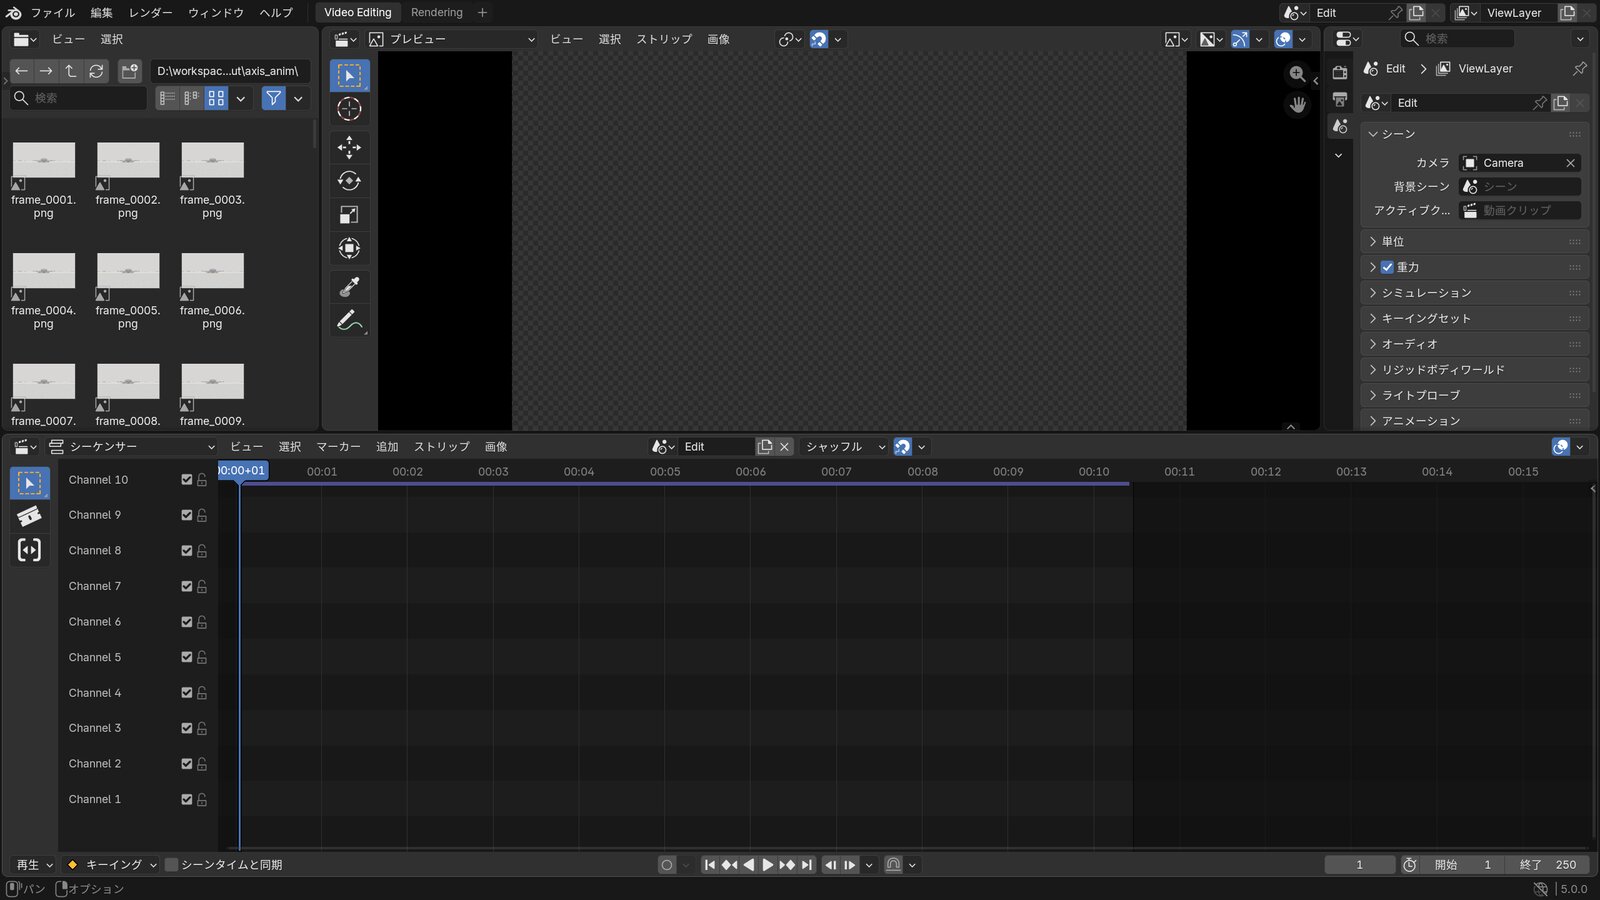 ファイル 編集 レンダー ウィンドウ ヘルプ Video Editing Rendering Edit ViewLayer
ビュー 選択
プレビュー ビュー 選択 ストリップ 画像
検索
D:\workspac...ut\axis_anim\
検索
frame_0001.
png
frame_0002.
png
frame_0003.
png
frame_0004.
png
frame_0005.
png
frame_0006.
png
frame_0007.
frame_0008.
frame_0009.
Edit ViewLayer
Edit
シーン
カメラ Camera
背景シーン シーン
アクティブク... 動画クリップ
単位
重力
シミュレーション
キーイングセット
オーディオ
リジッドボディワールド
ライトプローブ
アニメーション
シーケンサー ビュー 選択 マーカー 追加 ストリップ 画像 Edit シャッフル
00:00+01 00:01 00:02 00:03 00:04 00:05 00:06 00:07 00:08 00:09 00:10 00:11 00:12 00:13 00:14 00:15
Channel 10
Channel 9
Channel 8
Channel 7
Channel 6
Channel 5
Channel 4
Channel 3
Channel 2
Channel 1
再生 キーイング シーンタイムと同期 1 開始 1 終了 250
パン オプション 5.0.0